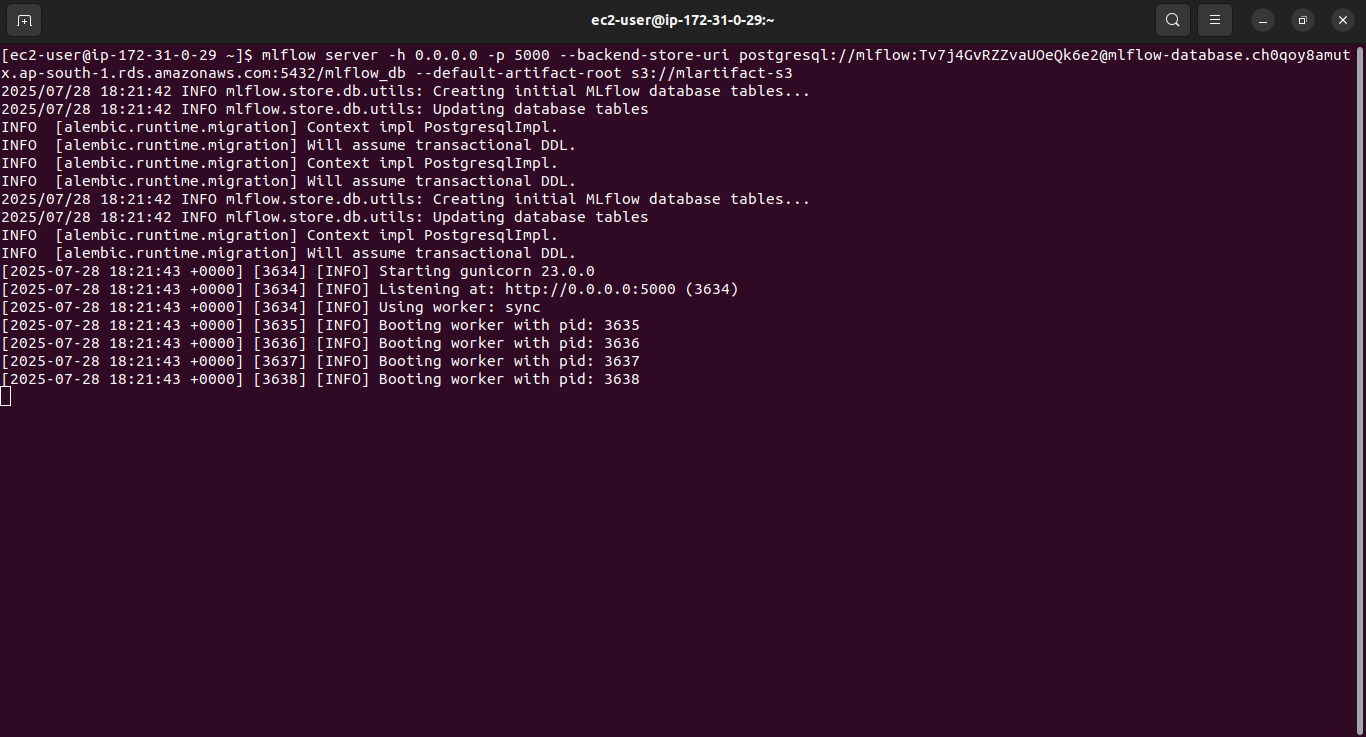 ec2-user@ip-172-31-0-29:~
[ec2-user@ip-172-31-0-29 ~]$ mlflow server -h 0.0.0.0 -p 5000 --backend-store-uri postgresql://mlflow:Tv7j4GvRZZvaUOeQk6e2@mlflow-database.ch0qoy8amut
x.ap-south-1.rds.amazonaws.com:5432/mlflow_db --default-artifact-root s3://mlartifact-s3
2025/07/28 18:21:42 INFO mlflow.store.db.utils: Creating initial MLflow database tables...
2025/07/28 18:21:42 INFO mlflow.store.db.utils: Updating database tables
INFO  [alembic.runtime.migration] Context impl PostgresqlImpl.
INFO  [alembic.runtime.migration] Will assume transactional DDL.
INFO  [alembic.runtime.migration] Context impl PostgresqlImpl.
INFO  [alembic.runtime.migration] Will assume transactional DDL.
2025/07/28 18:21:42 INFO mlflow.store.db.utils: Creating initial MLflow database tables...
2025/07/28 18:21:42 INFO mlflow.store.db.utils: Updating database tables
INFO  [alembic.runtime.migration] Context impl PostgresqlImpl.
INFO  [alembic.runtime.migration] Will assume transactional DDL.
[2025-07-28 18:21:43 +0000] [3634] [INFO] Starting gunicorn 23.0.0
[2025-07-28 18:21:43 +0000] [3634] [INFO] Listening at: http://0.0.0.0:5000 (3634)
[2025-07-28 18:21:43 +0000] [3634] [INFO] Using worker: sync
[2025-07-28 18:21:43 +0000] [3635] [INFO] Booting worker with pid: 3635
[2025-07-28 18:21:43 +0000] [3636] [INFO] Booting worker with pid: 3636
[2025-07-28 18:21:43 +0000] [3637] [INFO] Booting worker with pid: 3637
[2025-07-28 18:21:43 +0000] [3638] [INFO] Booting worker with pid: 3638